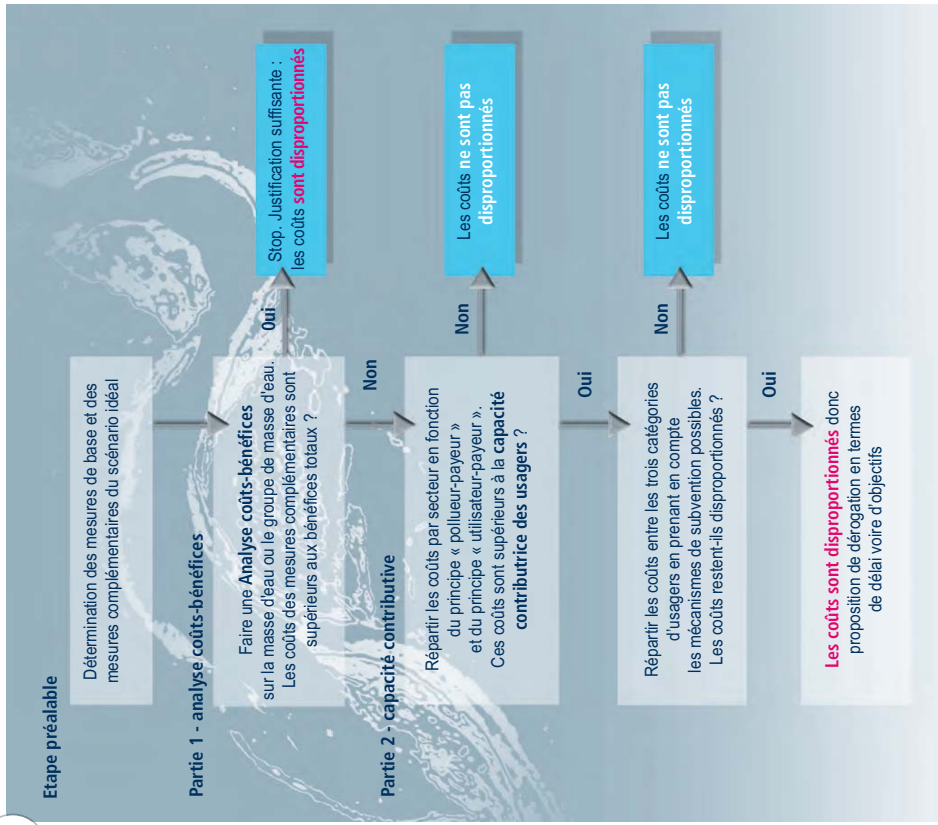 Etape préalable
Détermination des mesures de base et des
mesures complémentaires du scénario idéal
Partie 1 - analyse coûts-bénéfices
Faire une Analyse coûts-bénéfices
sur la masse d'eau ou le groupe de masse d'eau.
Les coûts des mesures complémentaires sont
supérieurs aux bénéfices totaux ?
Oui
Stop. Justification suffisante :
les coûts sont disproportionnés
Non
Partie 2 - capacité contributive
Répartir les coûts par secteur en fonction
du principe « pollueur-payeur »
et du principe « utilisateur-payeur ».
Ces coûts sont supérieurs à la capacité
contributrice des usagers ?
Non
Les coûts ne sont pas
disproportionnés
Oui
Répartir les coûts entre les trois catégories
d'usagers en prenant en compte
les mécanismes de subvention possibles.
Les coûts restent-ils disproportionnés ?
Non
Les coûts ne sont pas
disproportionnés
Oui
Les coûts sont disproportionnés donc
proposition de dérogation en termes
de délai voire d'objectifs